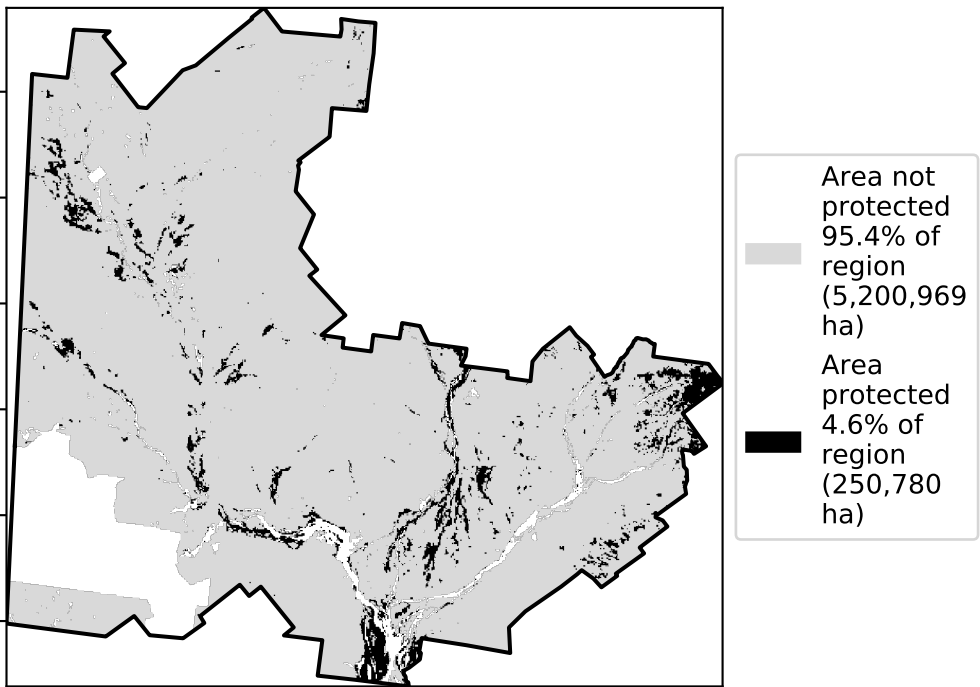 Area not
protected
95.4% of
region
(5,200,969
ha)
Area
protected
4.6% of
region
(250,780
ha)